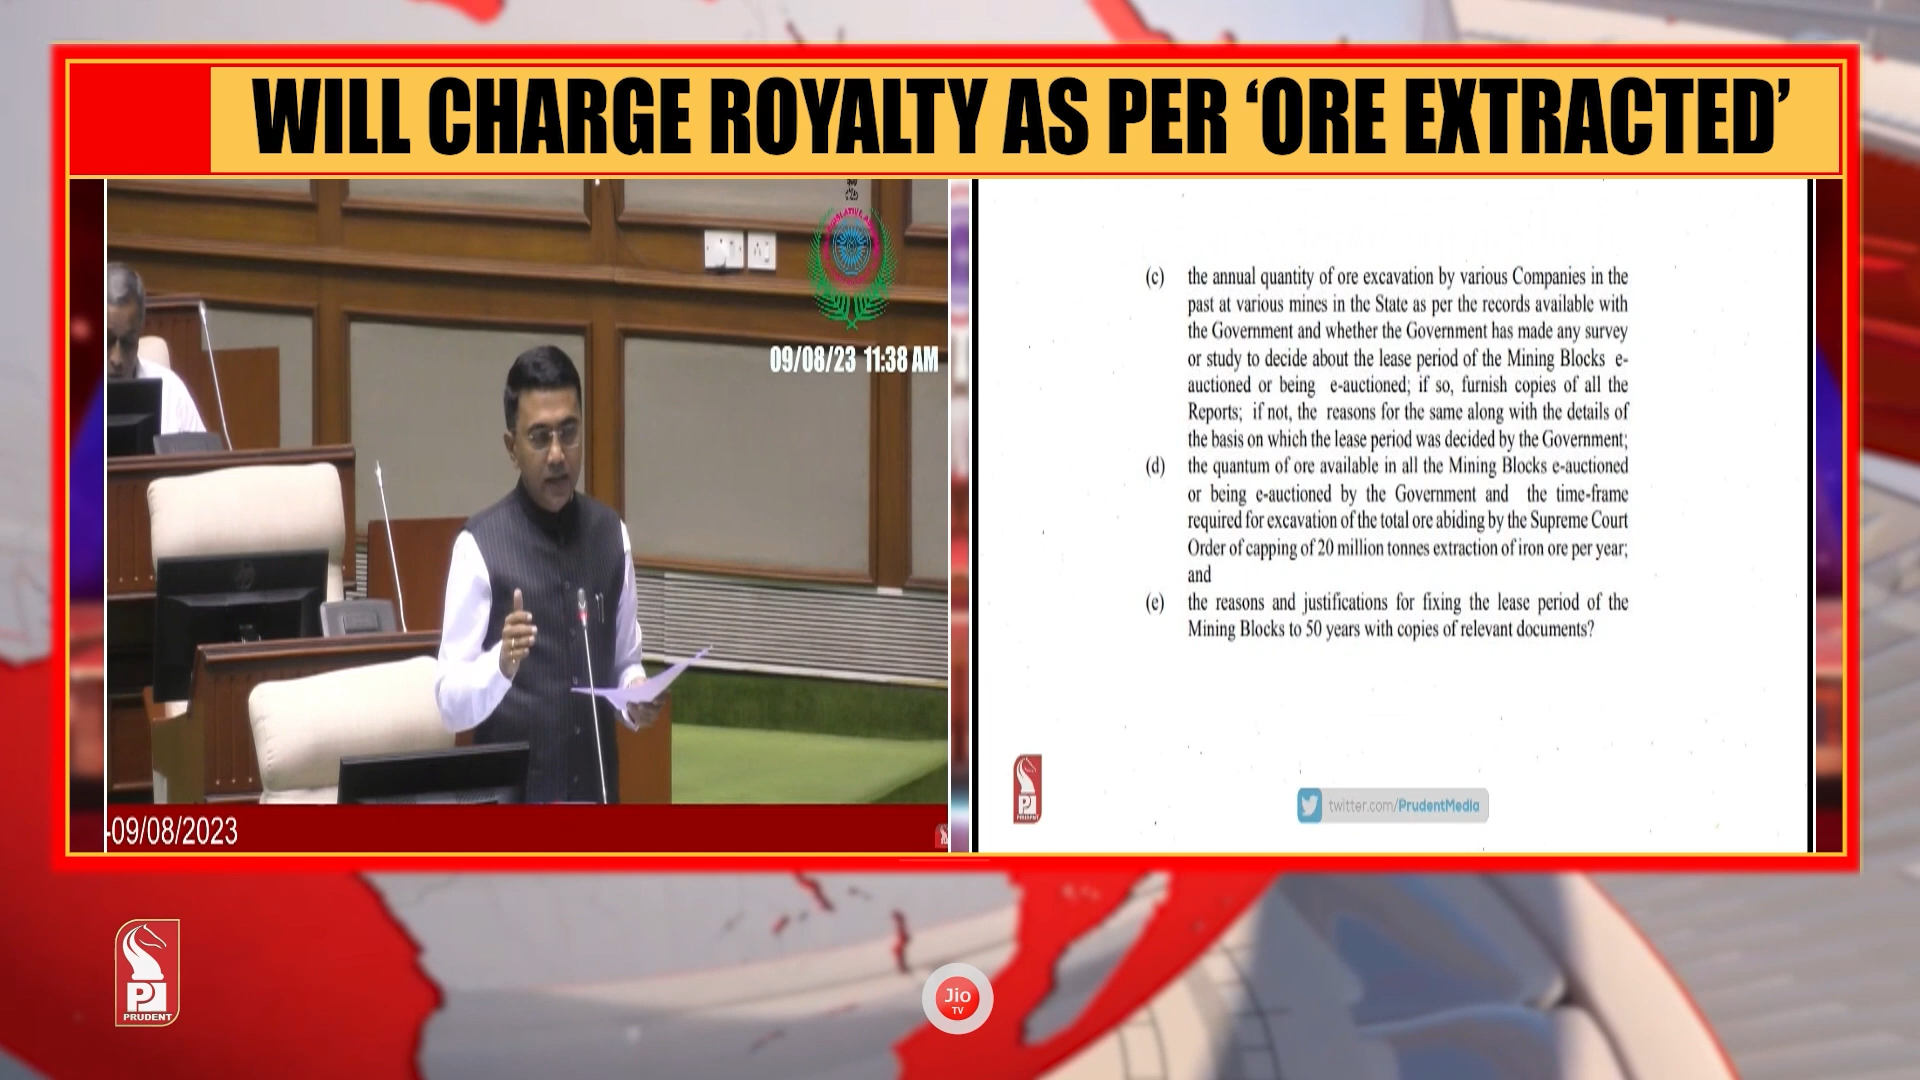 WILL CHARGE ROYALTY AS PER ‘ORE EXTRACTED’
09/08/23 11:38 AM
-09/08/2023
(c) the annual quantity of ore excavation by various Companies in the
past at various mines in the State as per the records available with
the Government and whether the Government has made any survey
or study to decide about the lease period of the Mining Blocks e-
auctioned or being e-auctioned; if so, furnish copies of all the
Reports; if not, the reasons for the same along with the details of
the basis on which the lease period was decided by the Government;
(d) the quantum of ore available in all the Mining Blocks e-auctioned
or being e-auctioned by the Government and the time-frame
required for excavation of the total ore abiding by the Supreme Court
Order of capping of 20 million tonnes extraction of iron ore per year;
and
(e) the reasons and justifications for fixing the lease period of the
Mining Blocks to 50 years with copies of relevant documents?
PRUDENT
twitter.com/PrudentMedia
PRUDENT
Jio
TV